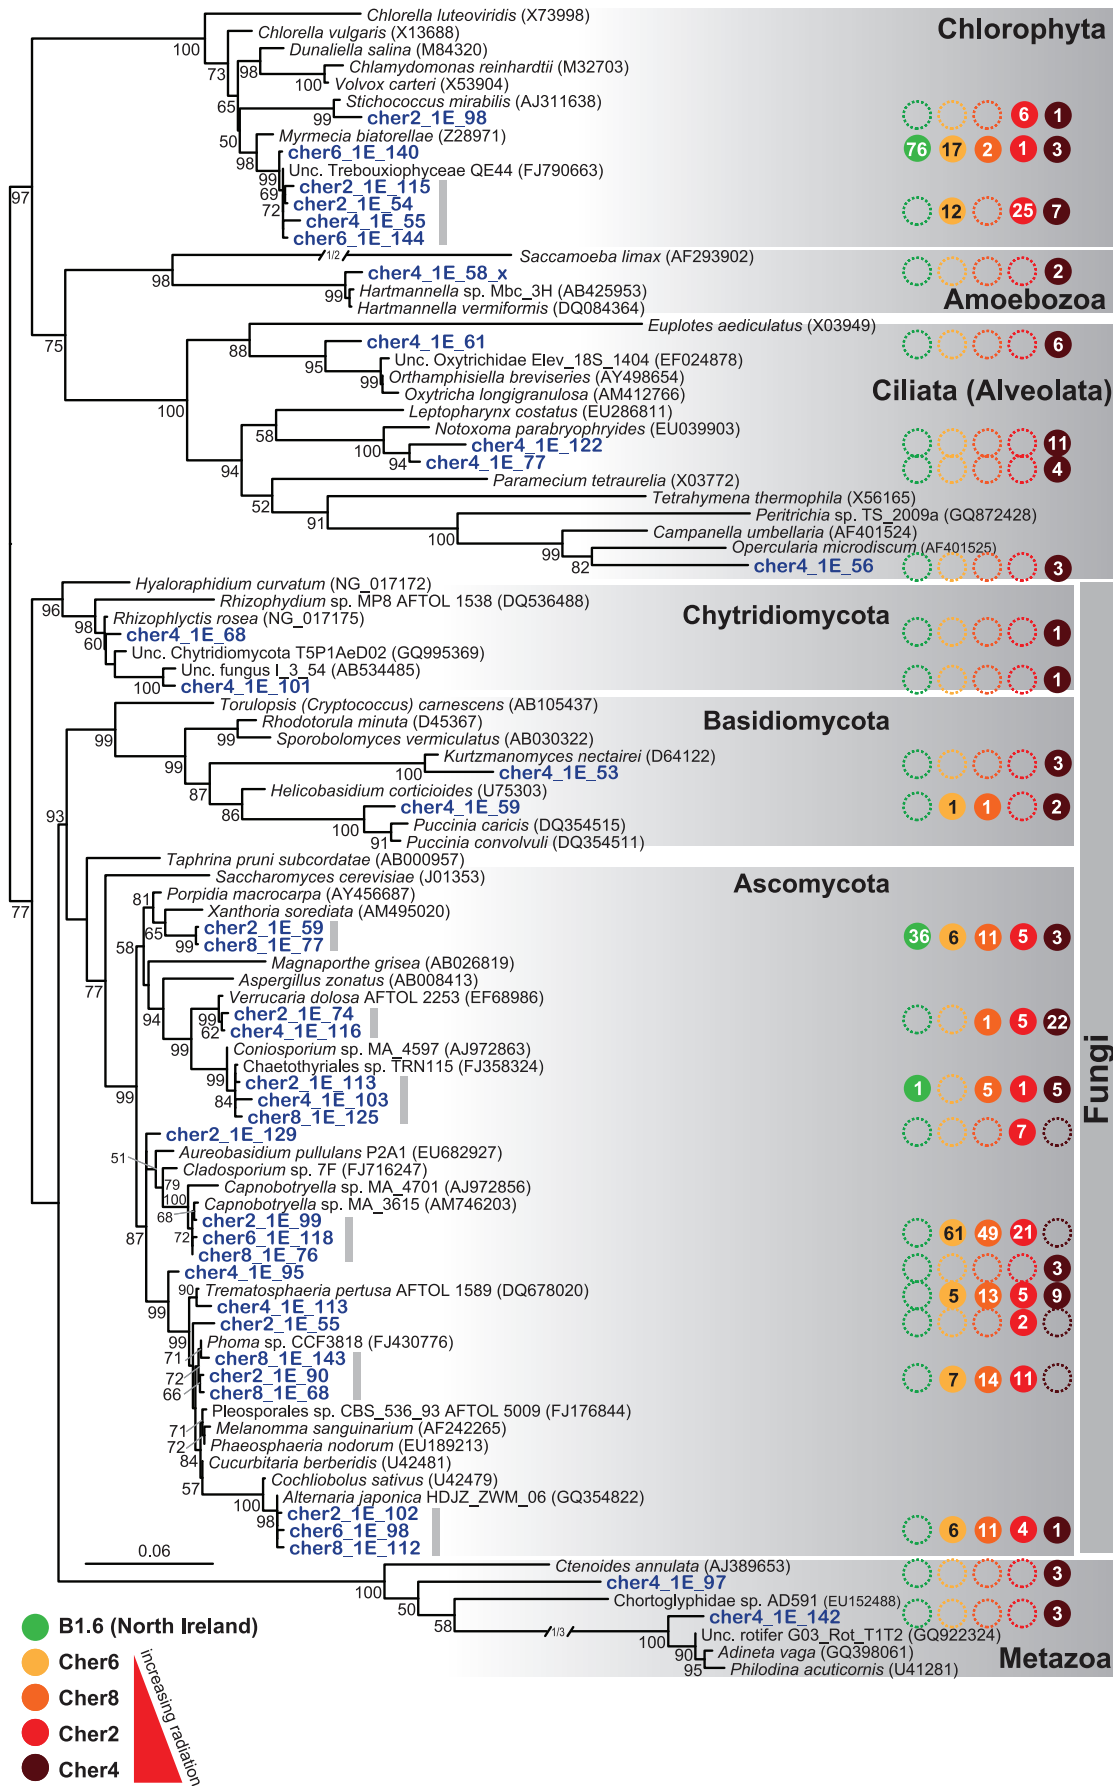 Chlorella luteoviridis (X73998)
Chlorophyta
Chlorella vulgaris (X13688)
100
Dunaliella salina (M84320)
73
98
Chlamydomonas reinhardtii (M32703)
100
Volvox carteri (X53904)
65
Stichococcus mirabilis (AJ311638)
99
cher2_1E_98
6 1
50
Myrmecia biatorellae (Z28971)
98
cher6_1E_140
76 17 2 1 3
Unc. Trebouxiophyceae QE44 (FJ790663)
99
cher2_1E_115
97
69
cher2_1E_54
72
cher4_1E_55
12 25 7
cher6_1E_144
1/2
Saccamoeba limax (AF293902)
98
cher4_1E_58_x
2
99
Hartmannella sp. Mbc_3H (AB425953)
Hartmannella vermiformis (DQ084364)
Amoebozoa
Euplotes aediculatus (X03949)
75
88
cher4_1E_61
6
95
Unc. Oxytrichidae Elev_18S_1404 (EF024878)
99
Orthamphisiella breviseries (AY498654)
Oxytricha longigranulosa (AM412766)
Ciliata (Alveolata)
100
Leptopharynx costatus (EU286811)
58
Notoxoma parabryophryides (EU039903)
100
cher4_1E_122
11
94
cher4_1E_77
4
94
Paramecium tetraurelia (X03772)
52
Tetrahymena thermophila (X56165)
91
Peritrichia sp. TS_2009a (GQ872428)
100
Campanella umbellaria (AF401524)
99
Opercularia microdiscum (AF401525)
82
cher4_1E_56
3
Hyaloraphidium curvatum (NG_017172)
96
Rhizophydium sp. MP8 AFTOL 1538 (DQ536488)
98
Rhizophlyctis rosea (NG_017175)
Chytridiomycota
60
cher4_1E_68
1
Unc. Chytridiomycota T5P1AeD02 (GQ995369)
Unc. fungus I_3_54 (AB534485)
100
cher4_1E_101
1
Torulopsis (Cryptococcus) carnescens (AB105437)
99
Rhodotorula minuta (D45367)
Basidiomycota
99
Sporobolomyces vermiculatus (AB030322)
99
Kurtzmanomyces nectairei (D64122)
100
cher4_1E_53
3
87
Helicobasidium corticioides (U75303)
86
cher4_1E_59
1 1 2
93
100
Puccinia caricis (DQ354515)
91
Puccinia convolvuli (DQ354511)
Taphrina pruni subcordatae (AB000957)
Saccharomyces cerevisiae (J01353)
Ascomycota
77
81
Porpidia macrocarpa (AY456687)
Xanthoria sorediata (AM495020)
65
cher2_1E_59
36 6 11 5 3
58
99
cher8_1E_77
77
Magnaporthe grisea (AB026819)
Aspergillus zonatus (AB008413)
94
Verrucaria dolosa AFTOL 2253 (EF68986)
99
cher2_1E_74
1 5 22
62
cher4_1E_116
99
Coniosporium sp. MA_4597 (AJ972863)
Fungi
Chaetothyriales sp. TRN115 (FJ358324)
99
cher2_1E_113
1 5 1 5
84
cher4_1E_103
99
cher8_1E_125
cher2_1E_129
7
51
Aureobasidium pullulans P2A1 (EU682927)
Cladosporium sp. 7F (FJ716247)
79
Capnobotryella sp. MA_4701 (AJ972856)
100
Capnobotryella sp. MA_3615 (AM746203)
68
cher2_1E_99
61 49 21
72
cher6_1E_118
87
cher8_1E_76
cher4_1E_95
3
90
Trematosphaeria pertusa AFTOL 1589 (DQ678020)
5 13 5 9
99
cher4_1E_113
cher2_1E_55
2
99
Phoma sp. CCF3818 (FJ430776)
71
cher8_1E_143
72
cher2_1E_90
7 14 11
66
cher8_1E_68
Pleosporales sp. CBS_536_93 AFTOL 5009 (FJ176844)
71
Melanomma sanguinarium (AF242265)
72
Phaeosphaeria nodorum (EU189213)
84
Cucurbitaria berberidis (U42481)
57
Cochliobolus sativus (U42479)
100
Alternaria japonica HDJZ_ZWM_06 (GQ354822)
98
cher2_1E_102
cher6_1E_98
6 11 4 1
cher8_1E_112
0.06
Ctenoides annulata (AJ389653)
3
100
cher4_1E_97
50
Chortoglyphidae sp. AD591 (EU152488)
58
cher4_1E_142
3
1/3
100
Unc. rotifer G03_Rot_T1T2 (GQ922324)
90
Adineta vaga (GQ398061)
95
Philodina acuticornis (U41281)
Metazoa
B1.6 (North Ireland)
Cher6
Cher8
Cher2
Cher4
increasing radiation